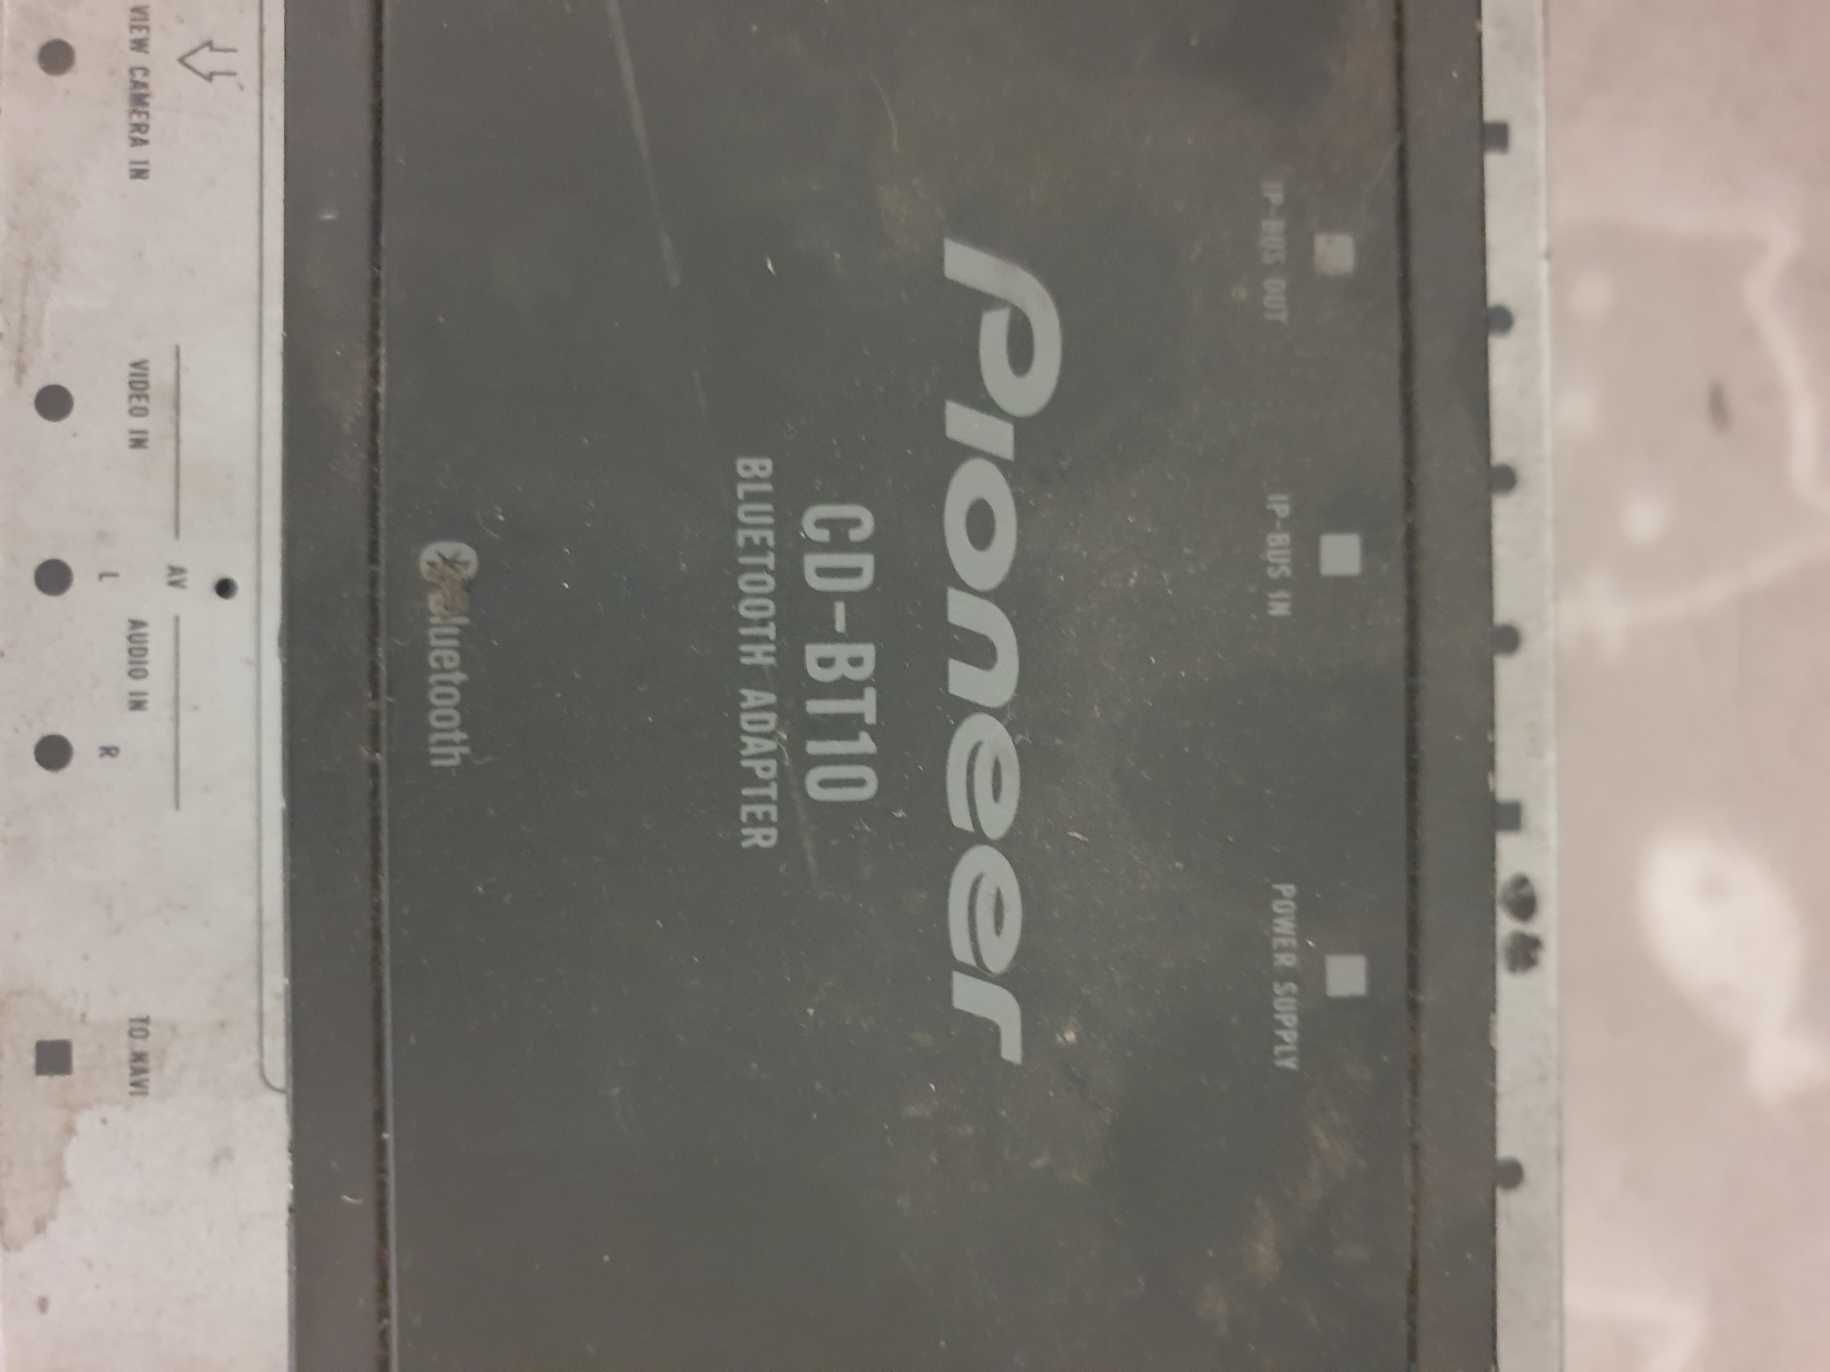 IP-BUS OUT
IP-BUS IN
POWER SUPPLY
Pioneer
CD-BT10
BLUETOOTH ADAPTER
Bluetooth
AV
VIEW CAMERA IN
VIDEO IN
AUDIO IN
TO NAVI
L
R